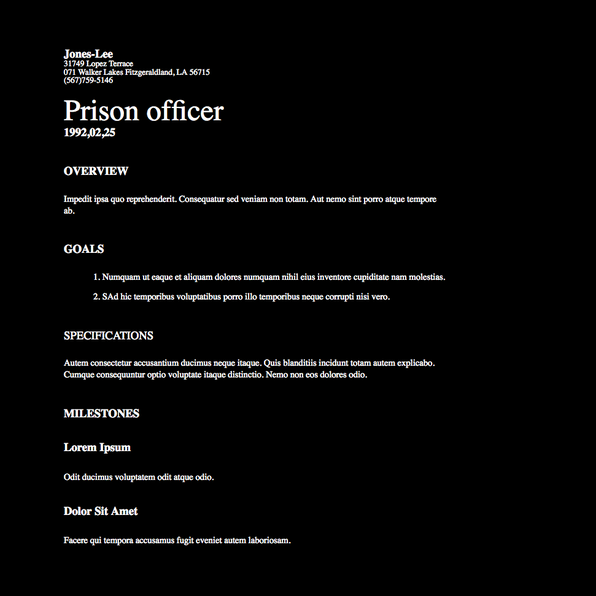 Jones-Lee
31749 Lopez Terrace
071 Walker Lakes Fitzgeraldland, LA 56715
(567)759-5146
Prison officer
1992,02,25
OVERVIEW
Impedit ipsa quo reprehenderit. Consequatur sed veniam non totam. Aut nemo sint porro atque tempore
ab.
GOALS
1. Numquam ut eaque et aliquam dolores numquam nihil eius inventore cupiditate nam molestias.
2. SAd hic temporibus voluptatibus porro illo temporibus neque corrupti nisi vero.
SPECIFICATIONS
Autem consectetur accusantium ducimus neque itaque. Quis blanditiis incidunt totam autem explicabo.
Cumque consequuntur optio voluptate itaque distinctio. Nemo non eos dolores odio.
MILESTONES
Lorem Ipsum
Odit ducimus voluptatem odit atque odio.
Dolor Sit Amet
Facere qui tempora accusamus fugit eveniet autem laboriosam.